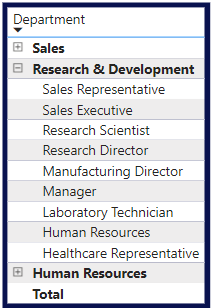 Department
Sales
Research & Development
Sales Representative
Sales Executive
Research Scientist
Research Director
Manufacturing Director
Manager
Laboratory Technician
Human Resources
Healthcare Representative
Human Resources
Total